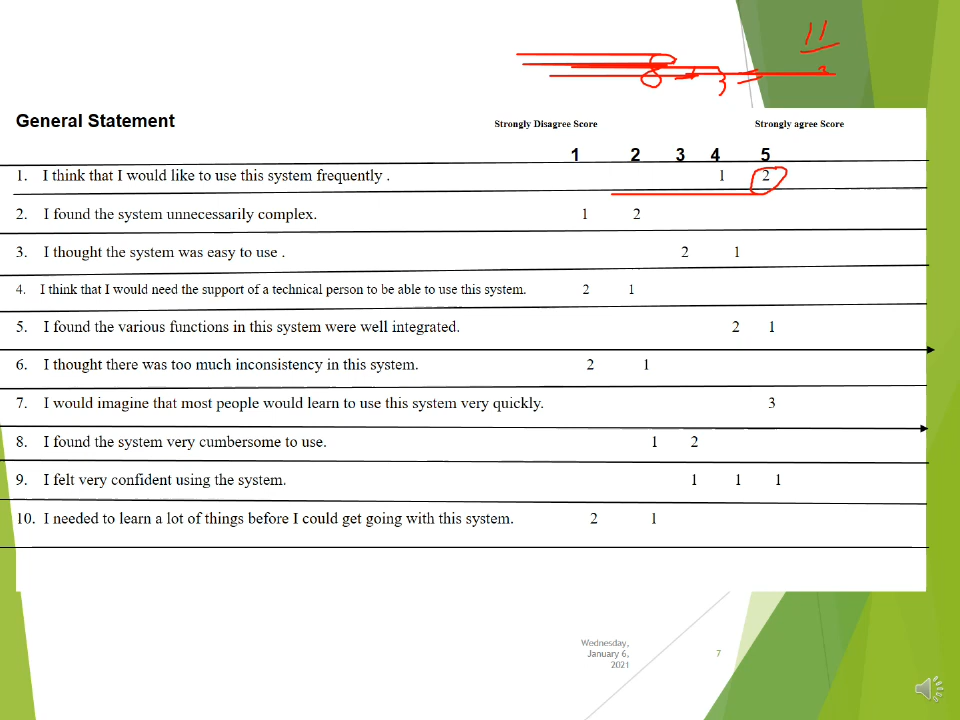 11
8 + 3 =
General Statement
Strongly Disagree Score Strongly agree Score
1 2 3 4 5
1. I think that I would like to use this system frequently . 1 2
2. I found the system unnecessarily complex. 1 2
3. I thought the system was easy to use . 2 1
4. I think that I would need the support of a technical person to be able to use this system. 2 1
5. I found the various functions in this system were well integrated. 2 1
6. I thought there was too much inconsistency in this system. 2 1
7. I would imagine that most people would learn to use this system very quickly. 3
8. I found the system very cumbersome to use. 1 2
9. I felt very confident using the system. 1 1 1
10. I needed to learn a lot of things before I could get going with this system. 2 1
Wednesday,
January 6, 7
2021